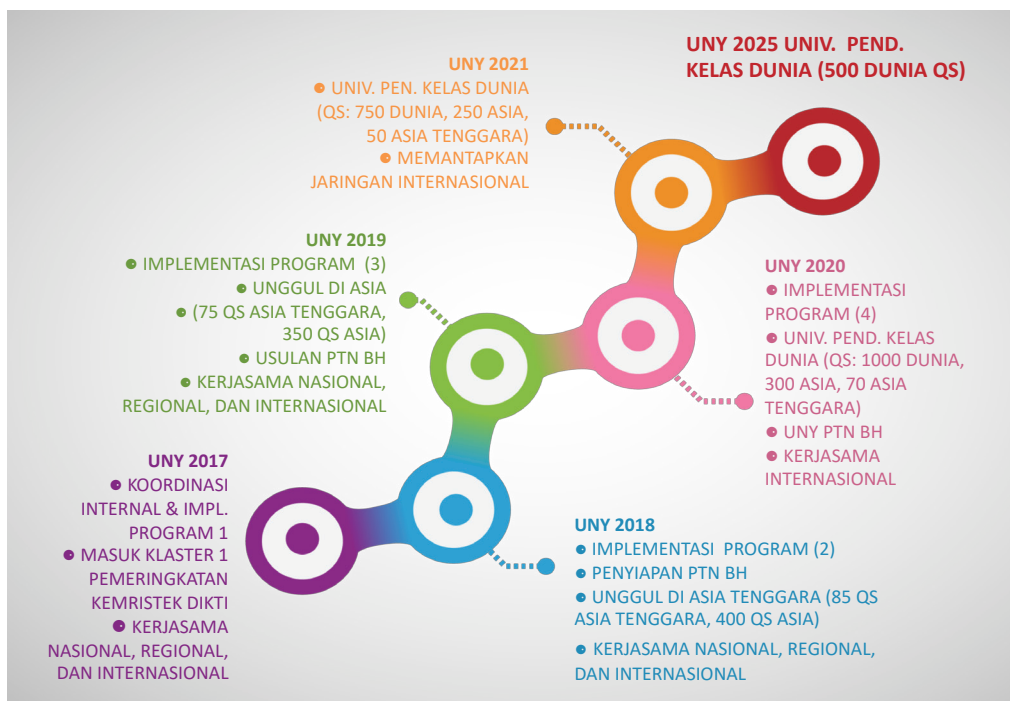 UNY 2025 UNIV. PEND.
KELAS DUNIA (500 DUNIA QS)
UNY 2021
UNIV. PEN. KELAS DUNIA
(QS: 750 DUNIA, 250 ASIA,
50 ASIA TENGGARA)
MEMANTAPKAN
JARINGAN INTERNASIONAL
UNY 2019
IMPLEMENTASI PROGRAM (3)
UNGGUL DI ASIA
(75 QS ASIA TENGGARA,
350 QS ASIA)
USULAN PTN BH
KERJASAMA NASIONAL,
REGIONAL, DAN INTERNASIONAL
UNY 2020
IMPLEMENTASI
PROGRAM (4)
UNIV. PEND. KELAS
DUNIA (QS: 1000 DUNIA,
300 ASIA, 70 ASIA
TENGGARA)
UNY PTN BH
KERJASAMA
INTERNASIONAL
UNY 2017
KOORDINASI
INTERNAL & IMPL.
PROGRAM 1
MASUK KLASTER 1
PEMERINGKATAN
KEMRISTEK DIKTI
KERJASAMA
NASIONAL, REGIONAL,
DAN INTERNASIONAL
UNY 2018
IMPLEMENTASI PROGRAM (2)
PENYIAPAN PTN BH
UNGGUL DI ASIA TENGGARA (85 QS
ASIA TENGGARA, 400 QS ASIA)
KERJASAMA NASIONAL, REGIONAL,
DAN INTERNASIONAL